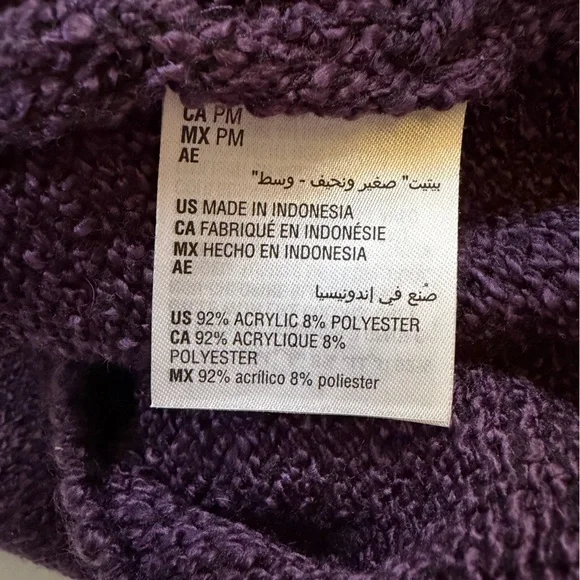 CA PM
MX PM
AE
بيتيت" صغير ونحيف - وسط"
US MADE IN INDONESIA
CA FABRIQUÉ EN INDONÉSIE
MX HECHO EN INDONESIA
AE
صُنع في إندونيسيا
US 92% ACRYLIC 8% POLYESTER
CA 92% ACRYLIQUE 8%
POLYESTER
MX 92% acrílico 8% poliester